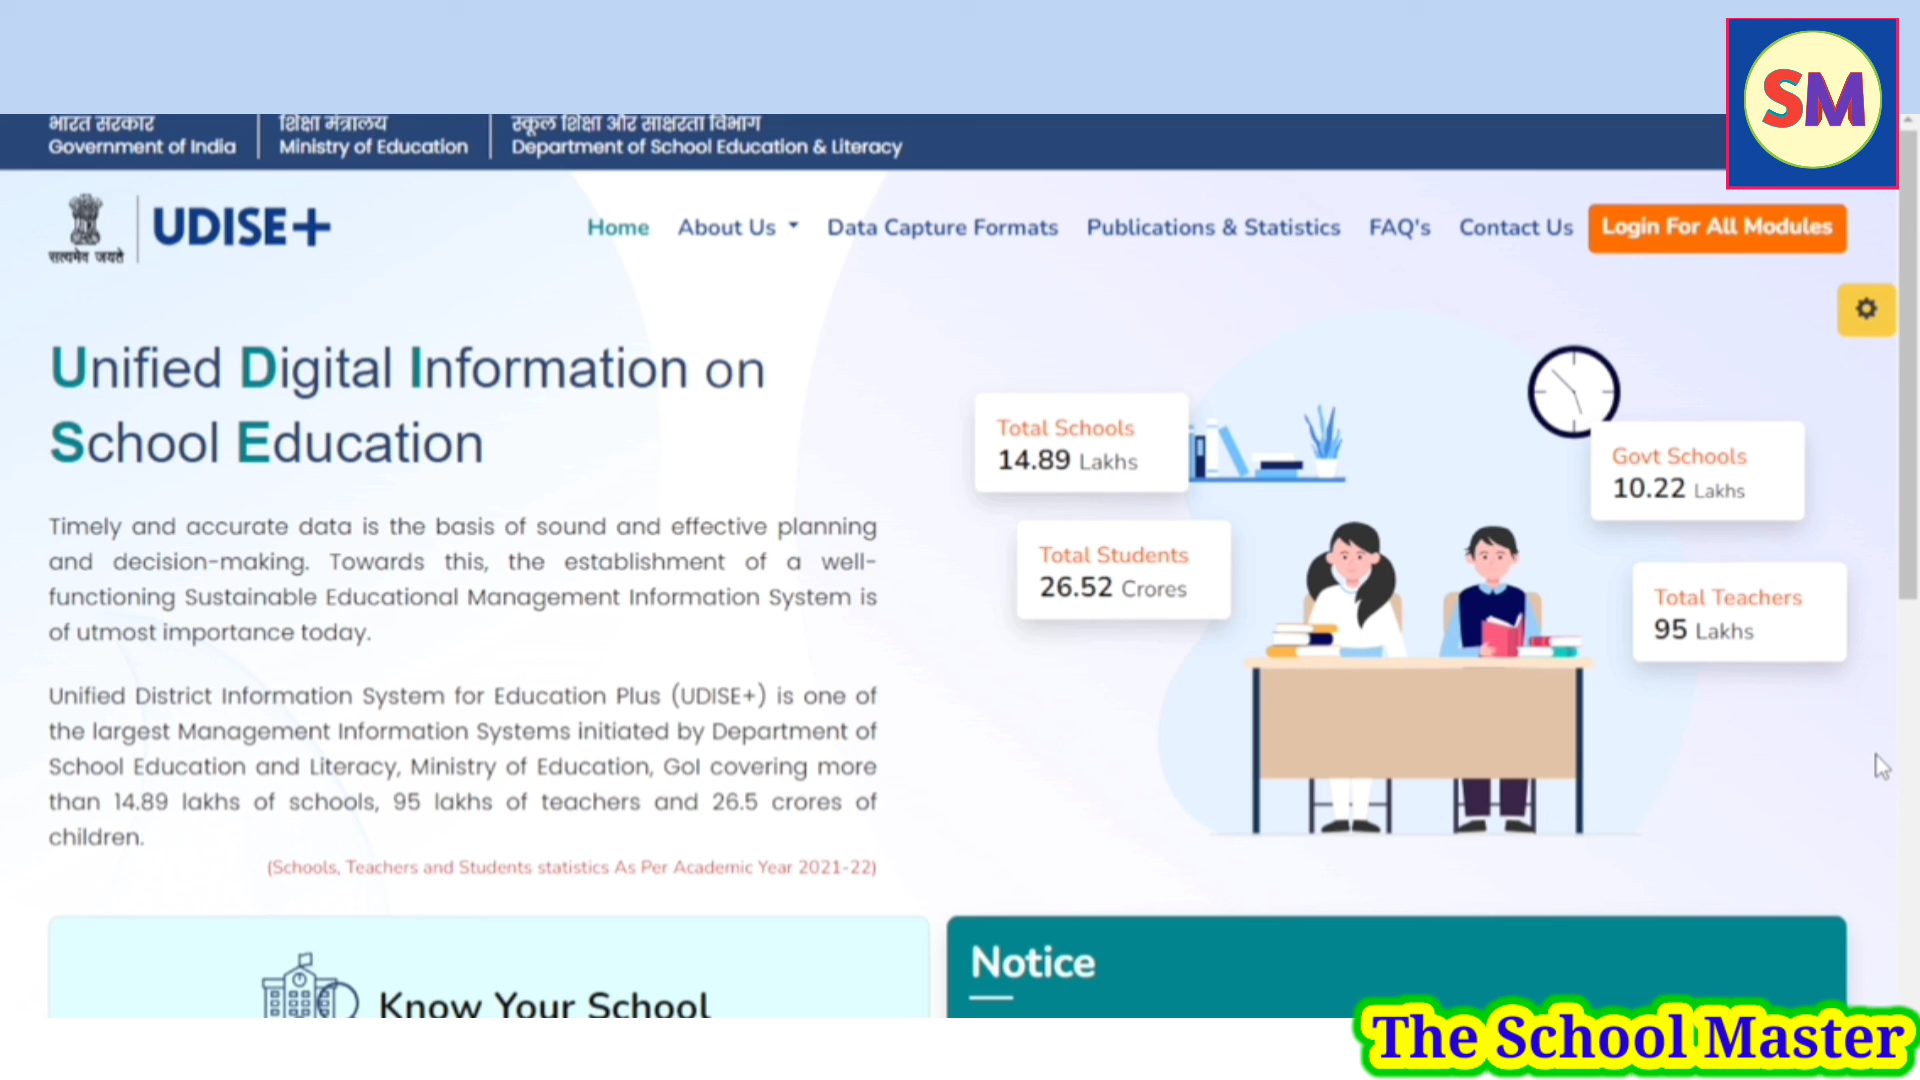 SM
भारत सरकार
Government of India
शिक्षा मंत्रालय
Ministry of Education
स्कूल शिक्षा और साक्षरता विभाग
Department of School Education & Literacy
सत्यमेव जयते
UDISE+
Home
About Us
Data Capture Formats
Publications & Statistics
FAQ's
Contact Us
Login For All Modules
Unified Digital Information on
School Education
Timely and accurate data is the basis of sound and effective planning
and decision-making. Towards this, the establishment of a well-
functioning Sustainable Educational Management Information System is
of utmost importance today.
Unified District Information System for Education Plus (UDISE+) is one of
the largest Management Information Systems initiated by Department of
School Education and Literacy, Ministry of Education, GoI covering more
than 14.89 lakhs of schools, 95 lakhs of teachers and 26.5 crores of
children.
(Schools, Teachers and Students statistics As Per Academic Year 2021-22)
Total Schools
14.89 Lakhs
Govt Schools
10.22 Lakhs
Total Students
26.52 Crores
Total Teachers
95 Lakhs
Know Your School
Notice
The School Master